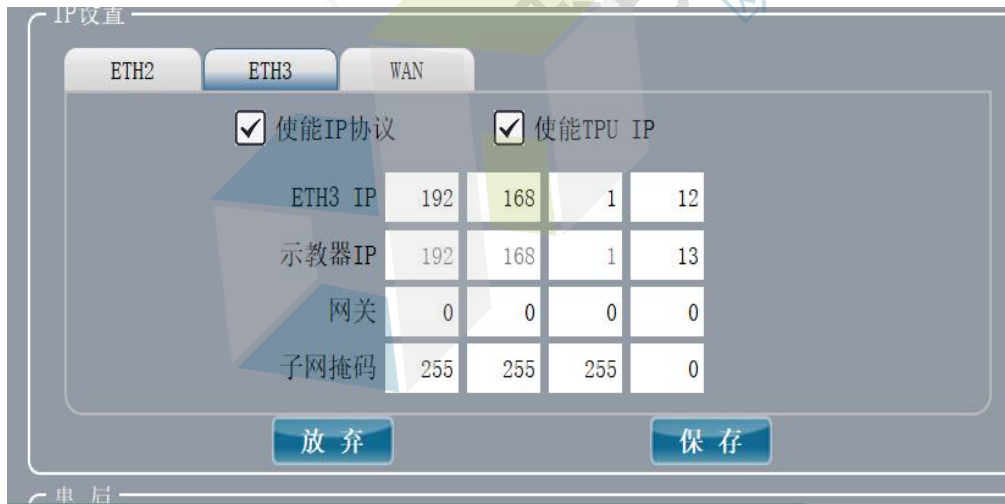 IP设置
ETH2 ETH3 WAN
使能IP协议 使能TPU IP
ETH3 IP 192 168 1 12
示教器IP 192 168 1 13
网关 0 0 0 0
子网掩码 255 255 255 0
放弃 保存